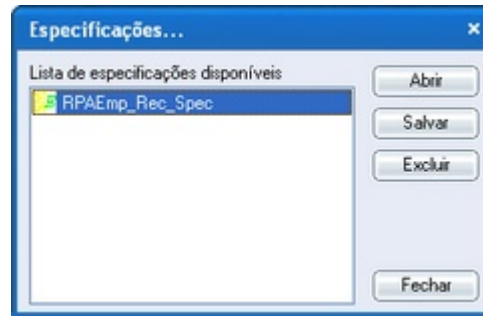 Especificações...
Lista de especificações disponíveis
RPAEmp_Rec_Spec
Abrir
Salvar
Excluir
Fechar